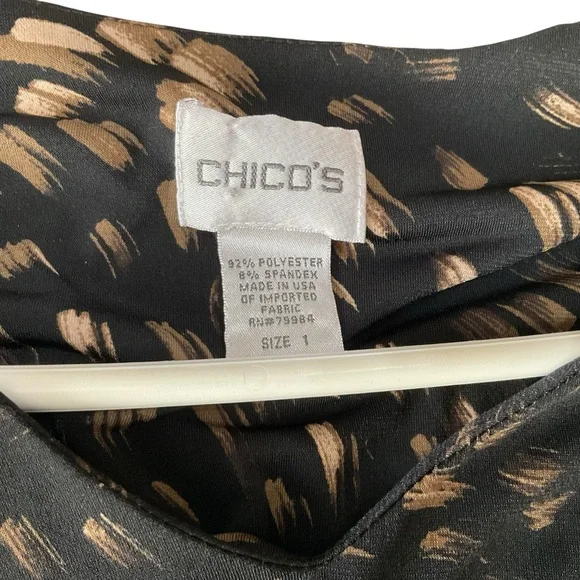 CHICO'S
92% POLYESTER
8% SPANDEX
MADE IN USA
OF IMPORTED
FABRIC
RN#79984
SIZE 1